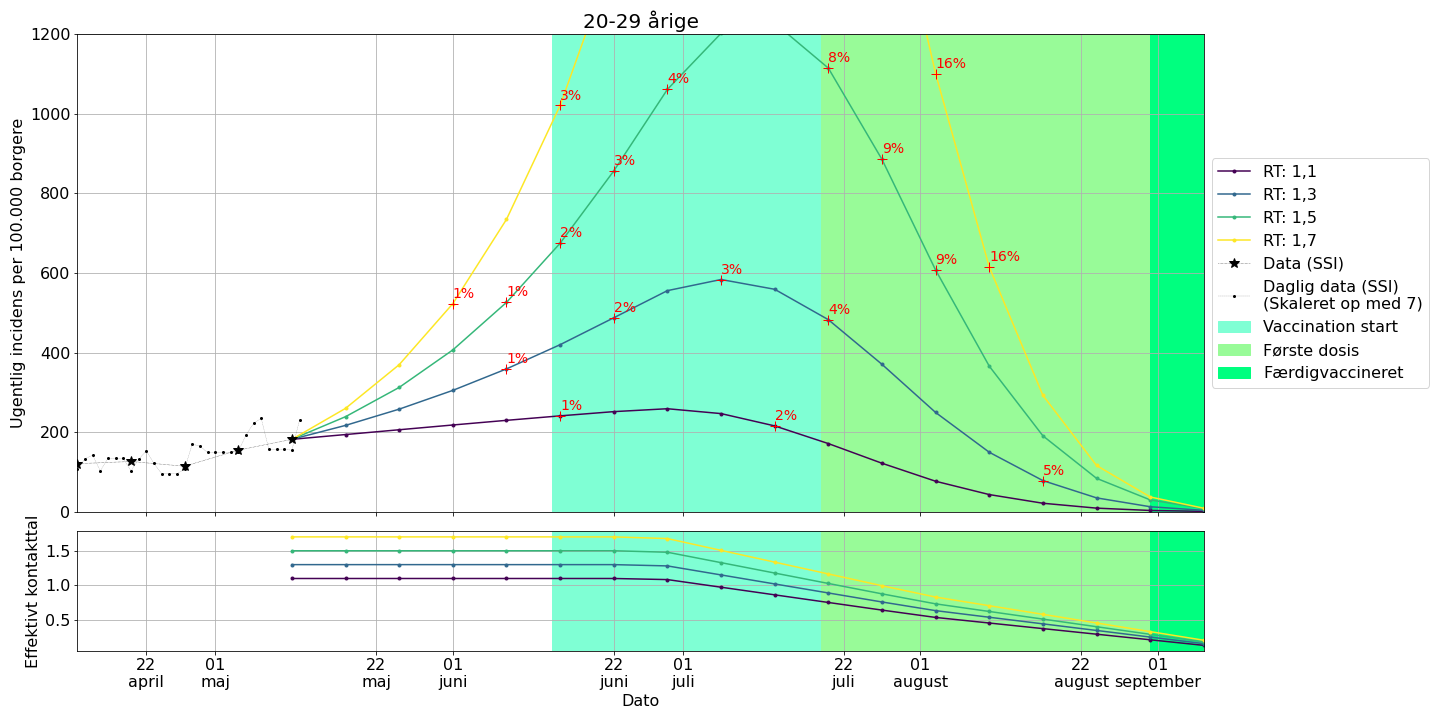 20-29 årige
Ugentlig incidens per 100.000 borgere
1200
1000
800
600
400
200
0
3%
4%
8%
16%
3%
9%
2%
9%
16%
1%
1%
3%
2%
4%
1%
1%
2%
5%
RT: 1,1
RT: 1,3
RT: 1,5
RT: 1,7
Data (SSI)
Daglig data (SSI)
(Skaleret op med 7)
Vaccination start
Første dosis
Færdigvaccineret
Effektivt kontakttal
1.5
1.0
0.5
22 01 22 01 22 01 22 01 22 01
april maj maj juni juni juli juli august august september
Dato